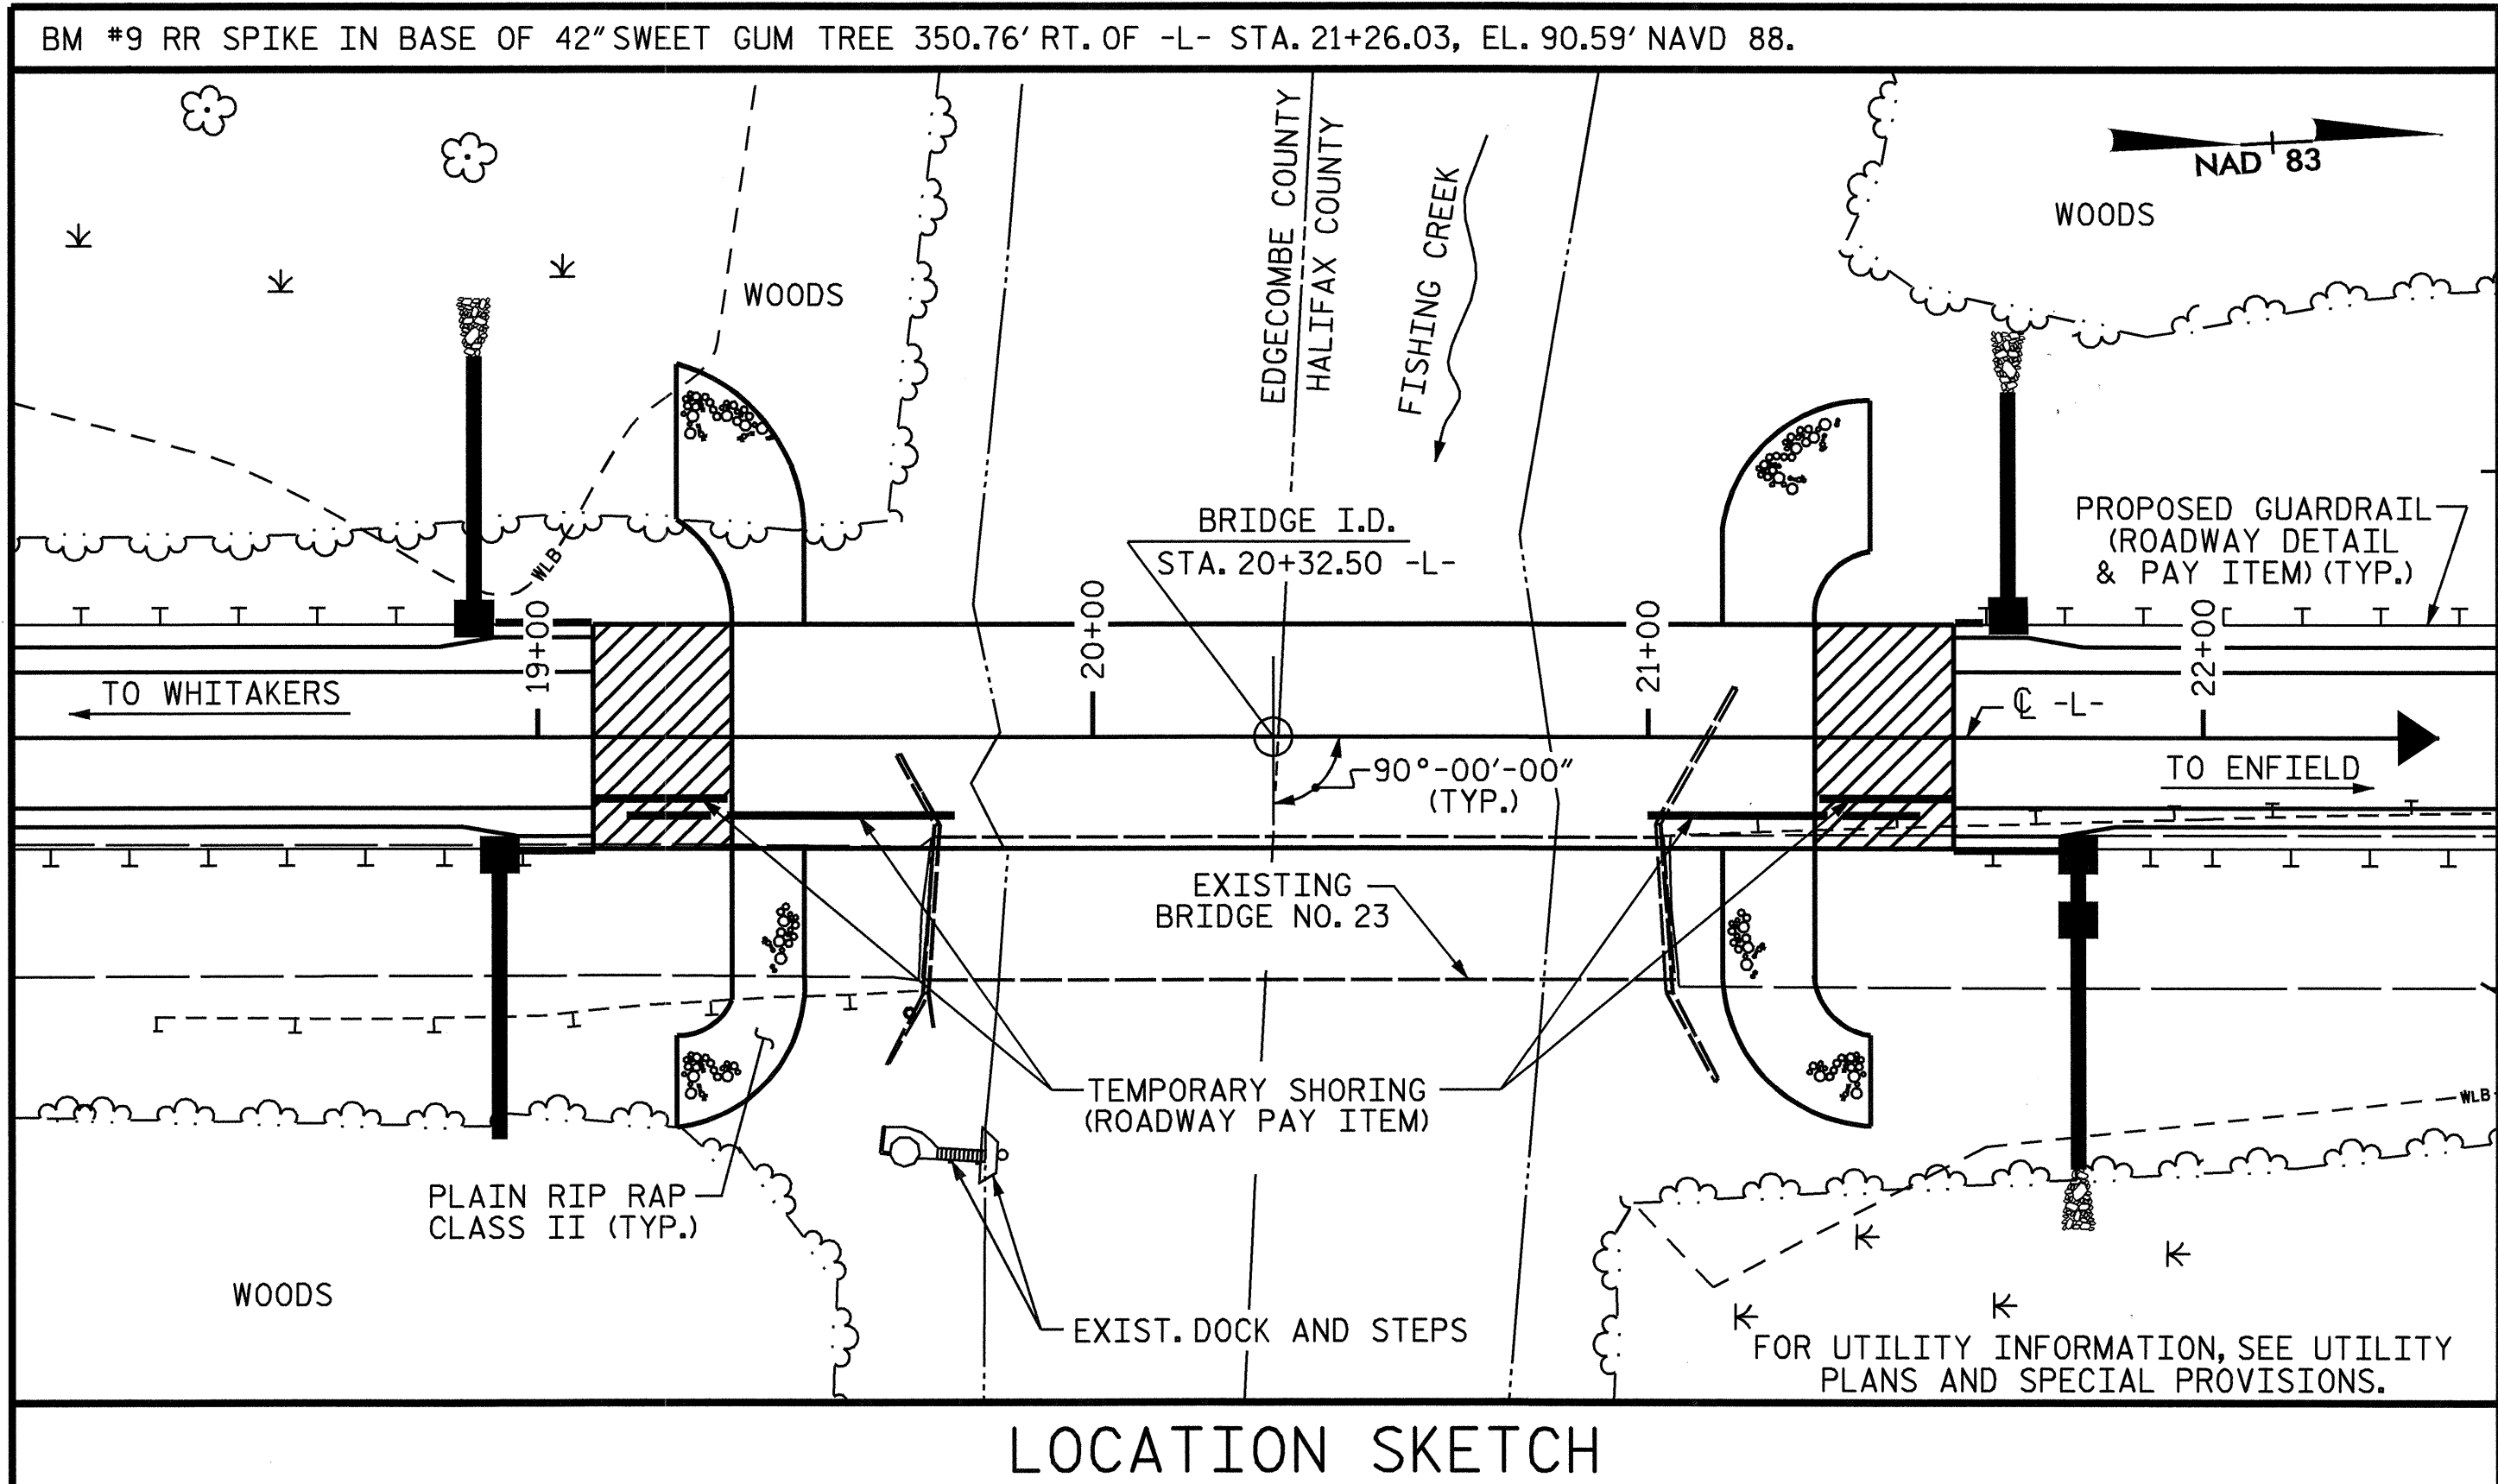 BM #9 RR SPIKE IN BASE OF 42" SWEET GUM TREE 350.76' RT. OF -L- STA. 21+26.03, EL. 90.59' NAVD 88.
NAD 83
WOODS
WOODS
EDGECOMBE COUNTY
HALIFAX COUNTY
FISHING CREEK
PROPOSED GUARDRAIL
(ROADWAY DETAIL
& PAY ITEM) (TYP.)
BRIDGE I.D.
STA. 20+32.50 -L-
WLB
19+00
20+00
21+00
22+00
TO WHITAKERS
℄ -L-
90°-00'-00"
(TYP.)
TO ENFIELD
EXISTING
BRIDGE NO. 23
TEMPORARY SHORING
(ROADWAY PAY ITEM)
WLB
PLAIN RIP RAP
CLASS II (TYP.)
WOODS
EXIST. DOCK AND STEPS
FOR UTILITY INFORMATION, SEE UTILITY
PLANS AND SPECIAL PROVISIONS.
LOCATION SKETCH